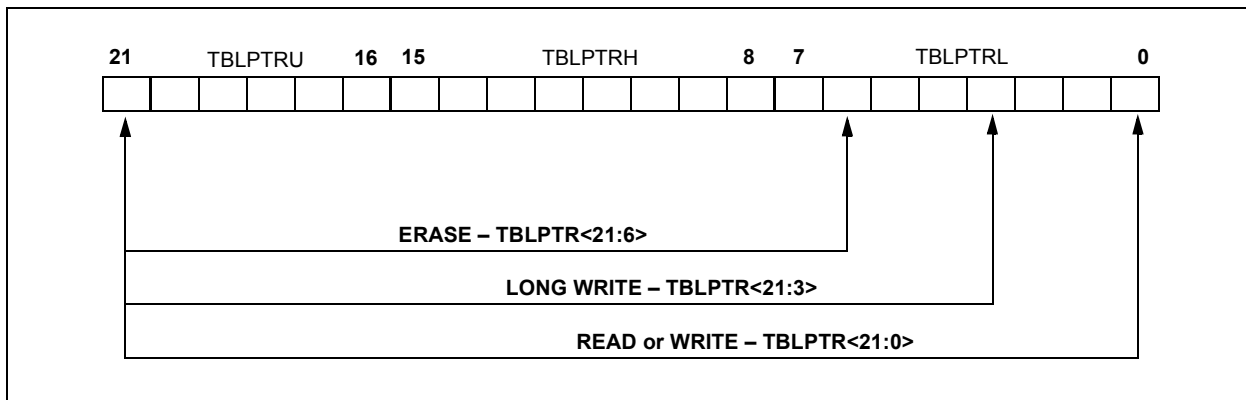 21 TBLPTRU 16 15 TBLPTRH 8 7 TBLPTRL 0
ERASE – TBLPTR<21:6>
LONG WRITE – TBLPTR<21:3>
READ or WRITE – TBLPTR<21:0>